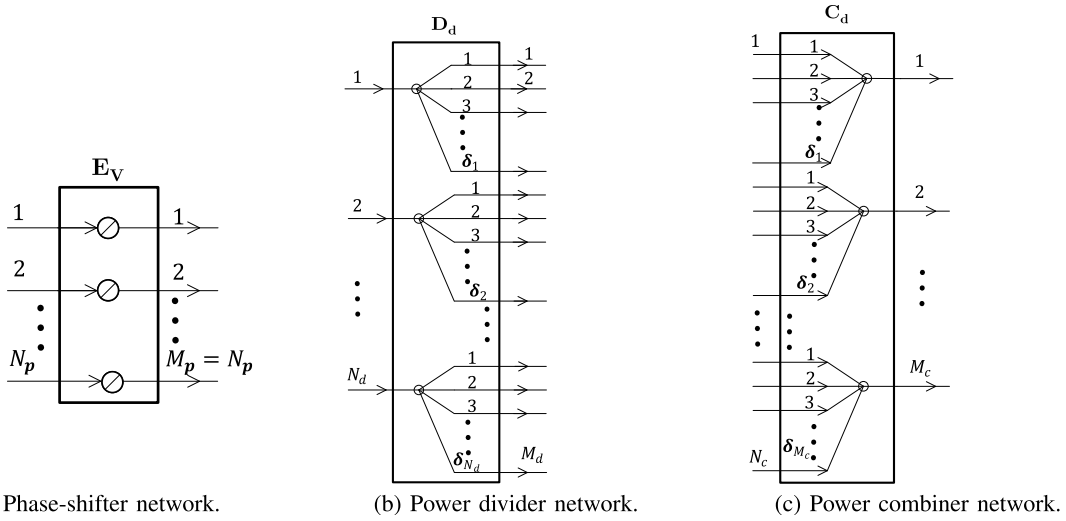 E_V
1 1
2 2
N_p M_p = N_p
Phase-shifter network.
D_d
1 1 1
2 2
3
δ_1
2 1
2
3
δ_2
N_d 1
2
3
δ_{N_d} M_d
(b) Power divider network.
C_d
1 1 1
2
3
δ_1
1
2 2
3
δ_2
1
2 M_c
3
δ_{M_c}
N_c
(c) Power combiner network.